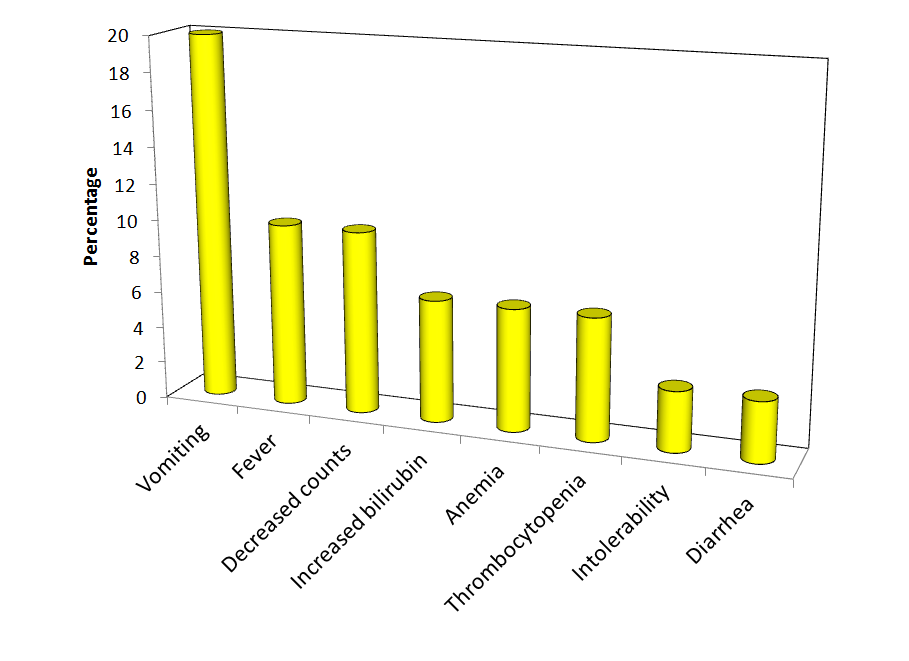 Percentage
20
18
16
14
12
10
8
6
4
2
0
Vomiting
Fever
Decreased counts
Increased bilirubin
Anemia
Thrombocytopenia
Intolerability
Diarrhea